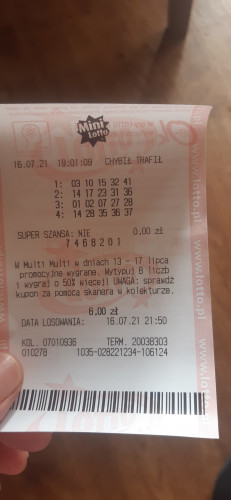 Mini
Lotto
16.07.21 19:01:09 CHYBIŁ TRAFIŁ
1: 03 10 15 32 41
2: 14 17 23 31 36
3: 01 02 07 27 28
4: 14 28 35 36 37
SUPER SZANSA: NIE 0,00 zł
7468201
W Multi Multi w dniach 13 - 17 lipca
promocyjne wygrane. Wytypuj 8 liczb
i wygraj o 50% więcej! UWAGA: sprawdź
kupon za pomocą skanera w kolekturze.
6,00 zł
DATA LOSOWANIA: 16.07.21 21:50
KOL. 07010936 TERM. 20038303
010278 1035-028221234-106124
www.lotto.pl